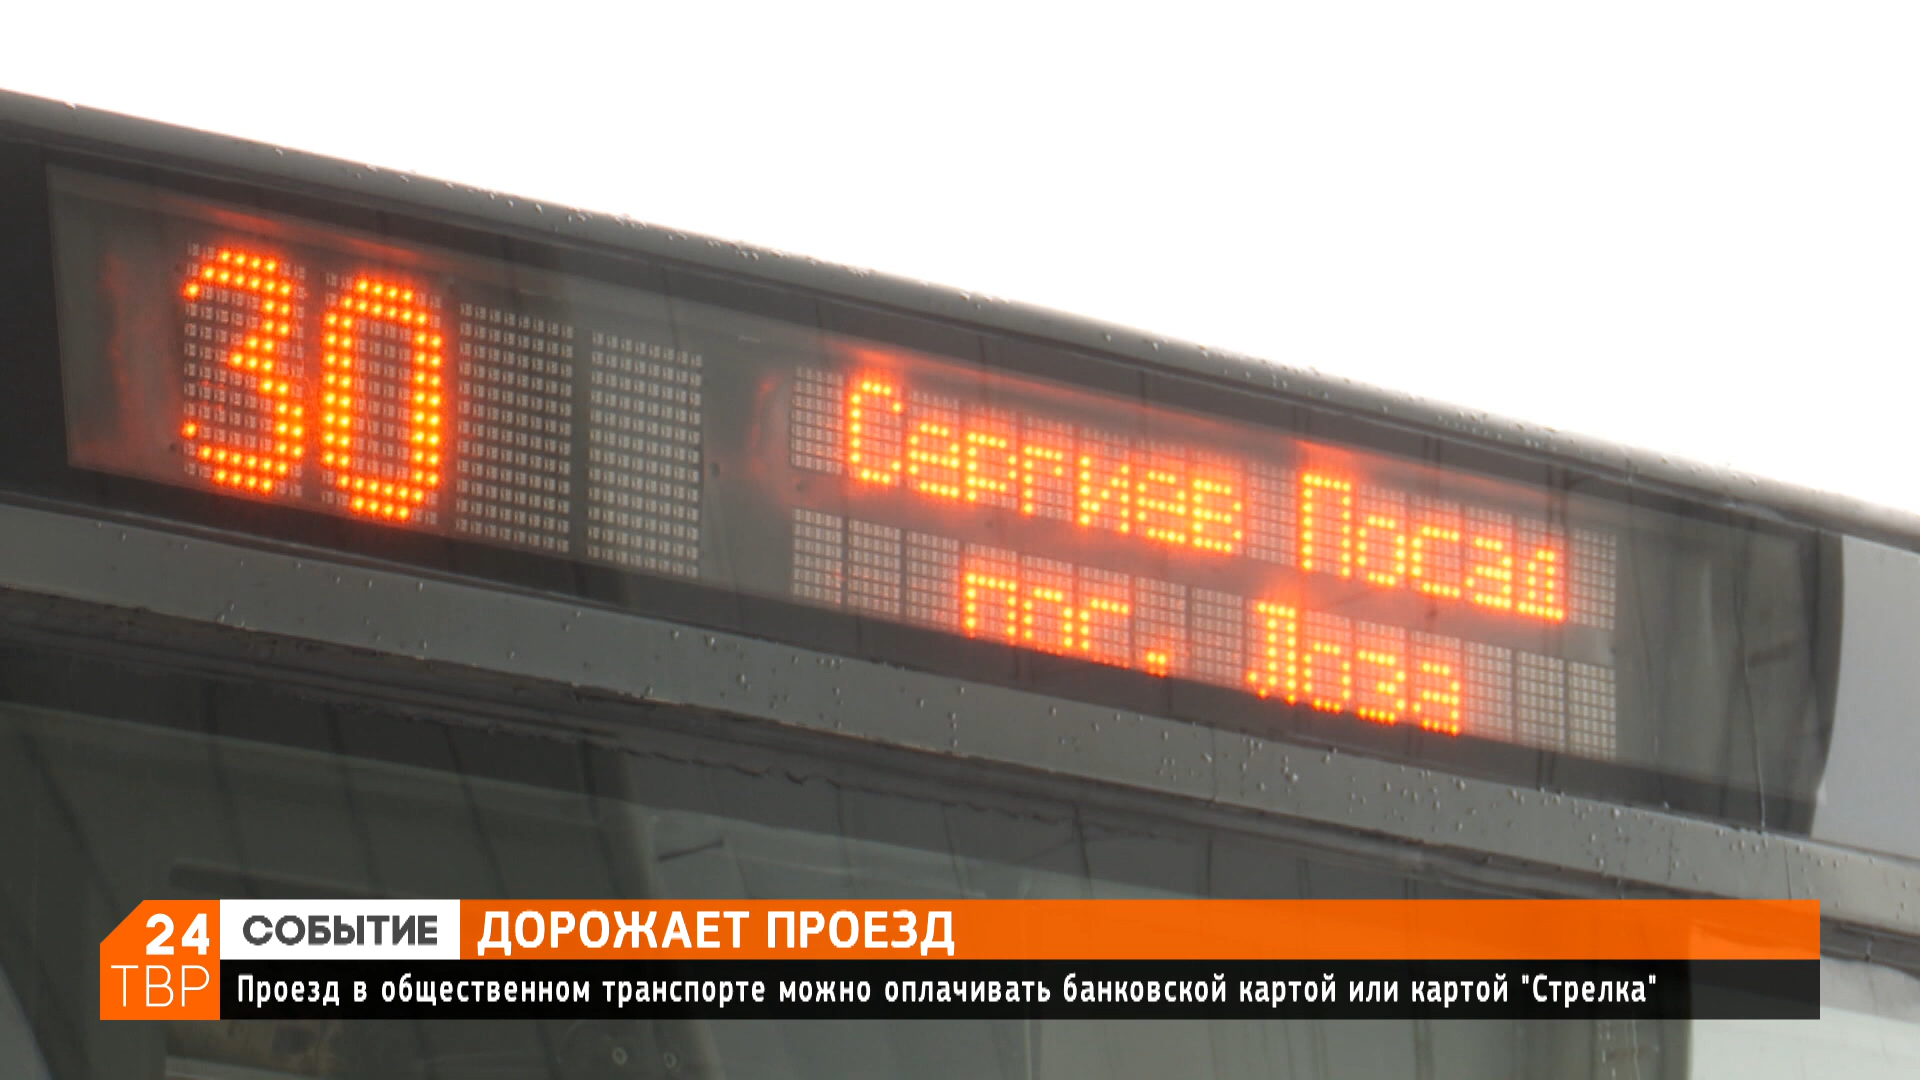 30
Сергиев Посад
пос. Лоза
24
ТВР
СОБЫТИЕ
ДОРОЖАЕТ ПРОЕЗД
Проезд в общественном транспорте можно оплачивать банковской картой или картой "Стрелка"